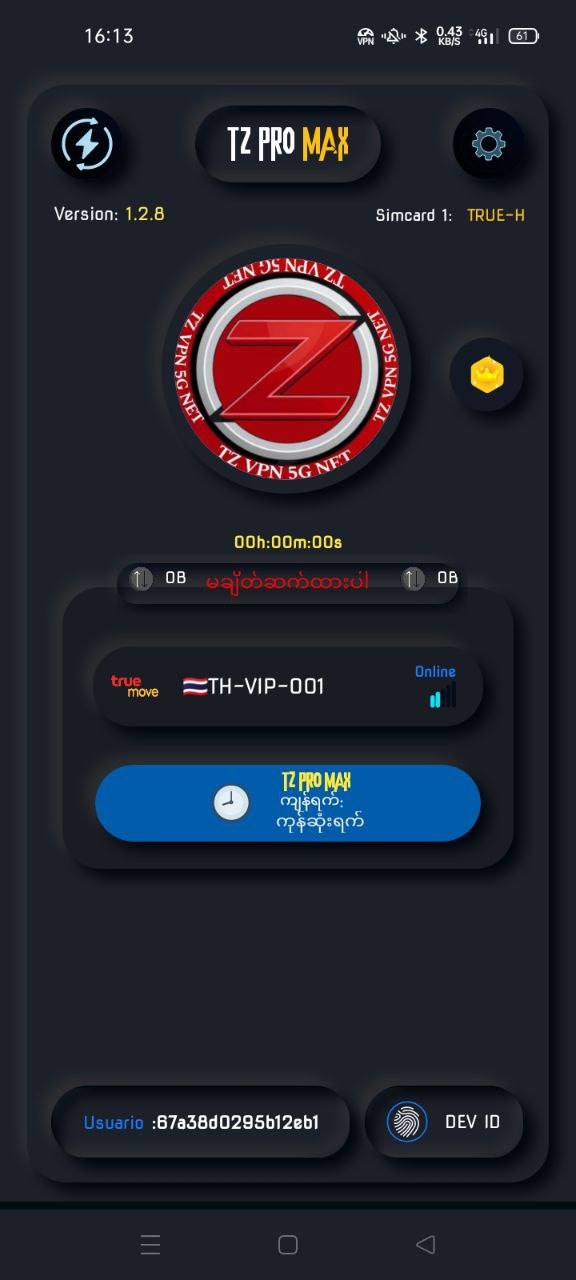 16:13
VPN
0.43
KB/S
4G
61
TZ PRO MAX
Version: 1.2.8
Simcard 1: TRUE-H
TZ VPN 5G NET
TZ VPN 5G NET
TZ VPN 5G NET
TZ VPN 5G NET
Z
00h:00m:00s
0B မချိတ်ဆက်ထားပါ 0B
true
move
TH-VIP-001
Online
TZ PRO MAX
ကျန်ရက်:
ကုန်ဆုံးရက်
Usuario :67a38d0295b12eb1
DEV ID